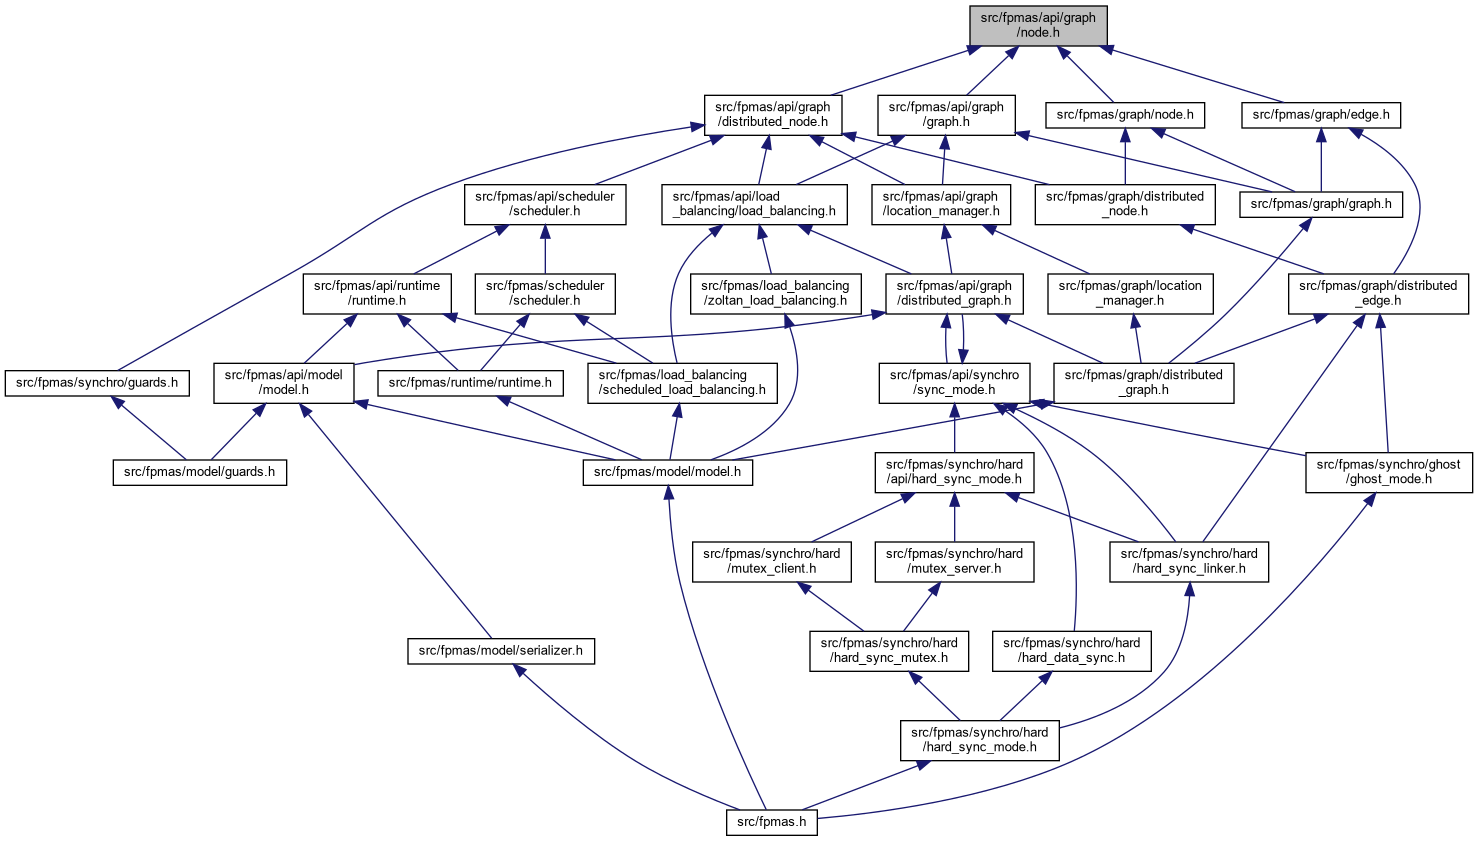 src/fpmas/api/graph
/node.h
src/fpmas/api/graph
/distributed_node.h
src/fpmas/api/graph
/graph.h
src/fpmas/graph/node.h
src/fpmas/graph/edge.h
src/fpmas/api/scheduler
/scheduler.h
src/fpmas/api/load
_balancing/load_balancing.h
src/fpmas/api/graph
/location_manager.h
src/fpmas/graph/distributed
_node.h
src/fpmas/graph/graph.h
src/fpmas/api/runtime
/runtime.h
src/fpmas/scheduler
/scheduler.h
src/fpmas/load_balancing
/zoltan_load_balancing.h
src/fpmas/api/graph
/distributed_graph.h
src/fpmas/graph/location
_manager.h
src/fpmas/graph/distributed
_edge.h
src/fpmas/synchro/guards.h
src/fpmas/api/model
/model.h
src/fpmas/runtime/runtime.h
src/fpmas/load_balancing
/scheduled_load_balancing.h
src/fpmas/api/synchro
/sync_mode.h
src/fpmas/graph/distributed
_graph.h
src/fpmas/model/guards.h
src/fpmas/model/model.h
src/fpmas/synchro/hard
/api/hard_sync_mode.h
src/fpmas/synchro/ghost
/ghost_mode.h
src/fpmas/synchro/hard
/mutex_client.h
src/fpmas/synchro/hard
/mutex_server.h
src/fpmas/synchro/hard
/hard_sync_linker.h
src/fpmas/model/serializer.h
src/fpmas/synchro/hard
/hard_sync_mutex.h
src/fpmas/synchro/hard
/hard_data_sync.h
src/fpmas/synchro/hard
/hard_sync_mode.h
src/fpmas.h